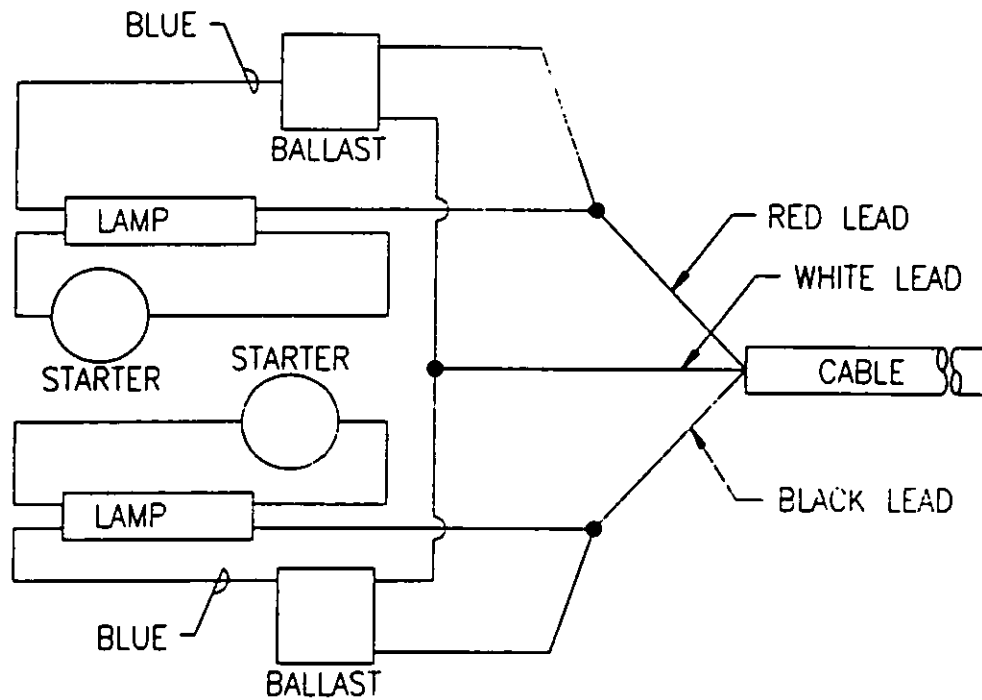 BLUE
BALLAST
LAMP
RED LEAD
WHITE LEAD
STARTER
STARTER
CABLE
LAMP
BLACK LEAD
BLUE
BALLAST